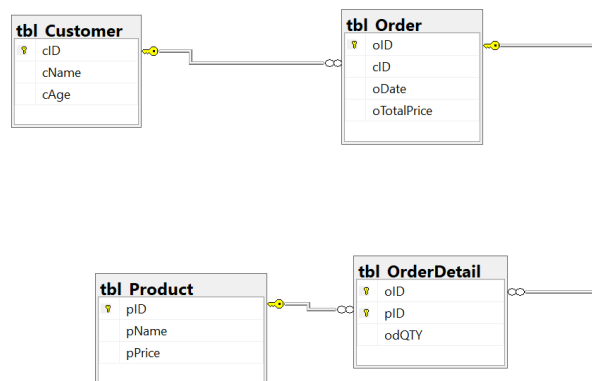 tbl_Customer
cID
cName
cAge
tbl_Order
oID
cID
oDate
oTotalPrice
tbl_Product
pID
pName
pPrice
tbl_OrderDetail
oID
pID
odQTY